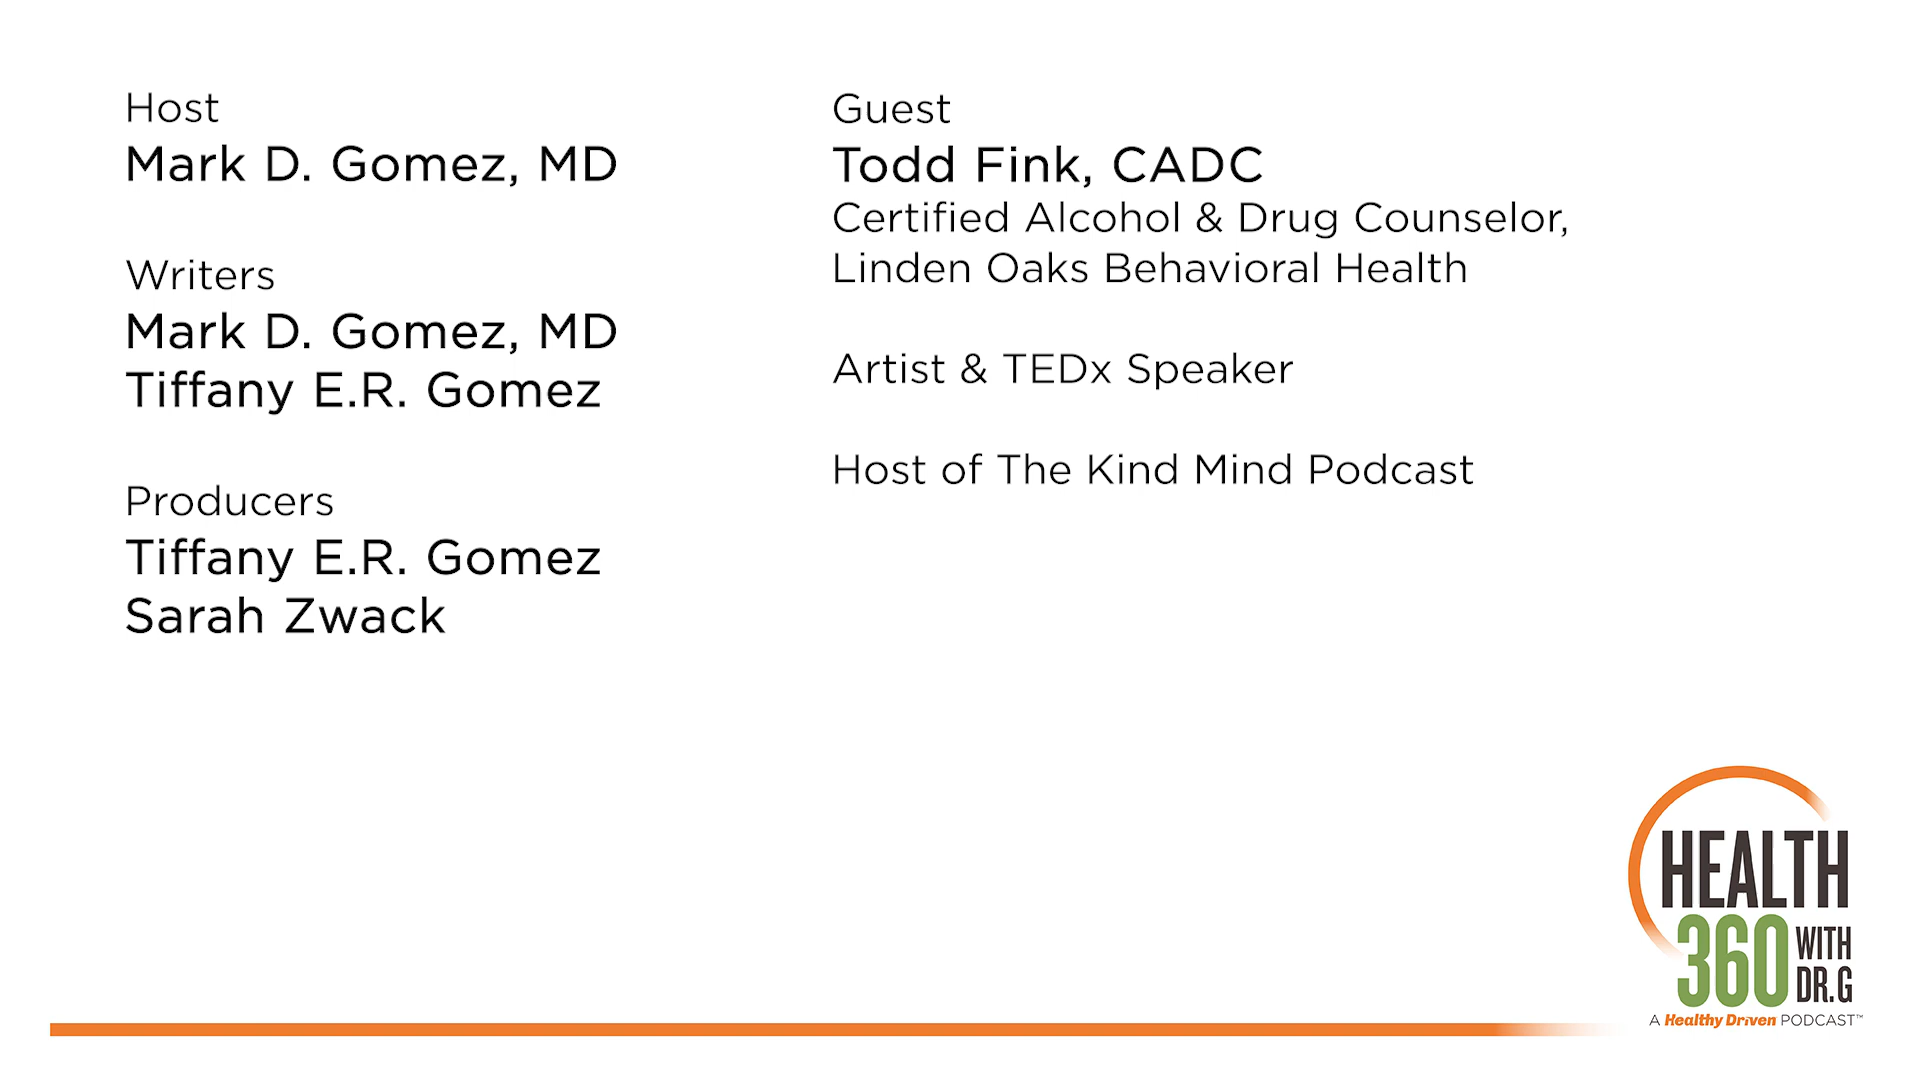 Host
Mark D. Gomez, MD
Writers
Mark D. Gomez, MD
Tiffany E.R. Gomez
Producers
Tiffany E.R. Gomez
Sarah Zwack
Guest
Todd Fink, CADC
Certified Alcohol & Drug Counselor,
Linden Oaks Behavioral Health
Artist & TEDx Speaker
Host of The Kind Mind Podcast
HEALTH
360 WITH
DR.G
A Healthy Driven PODCAST™